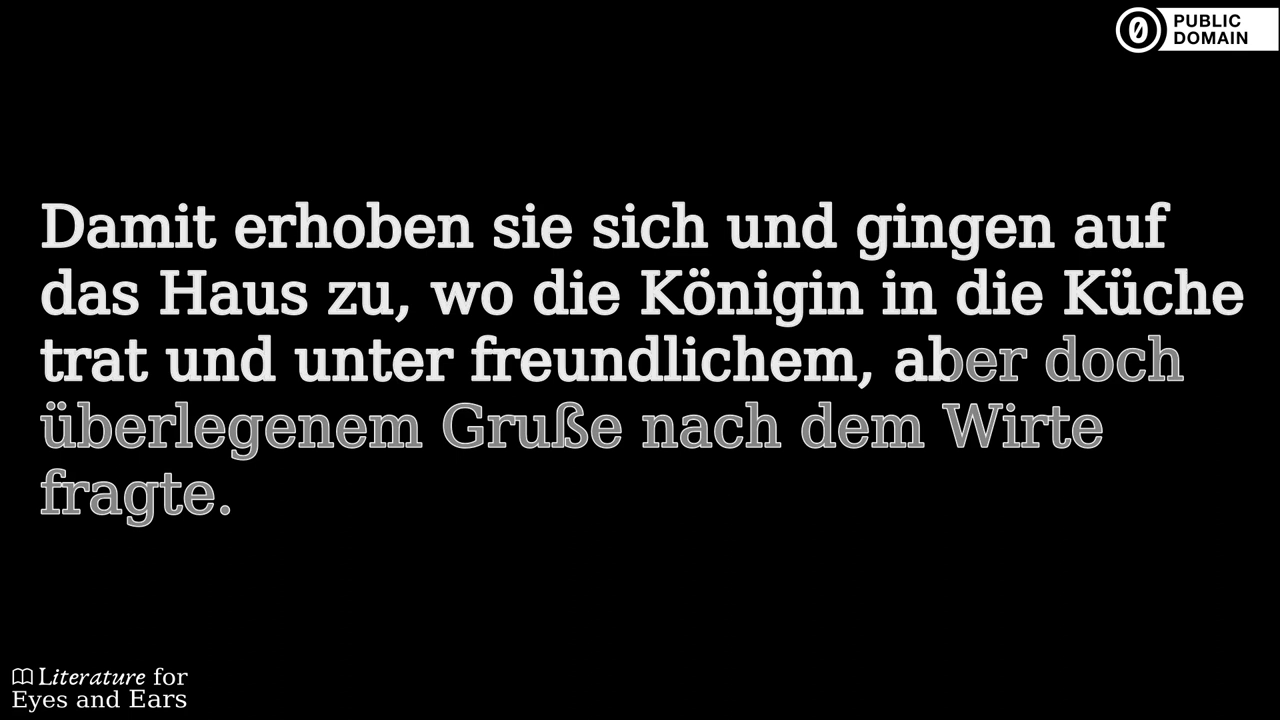 PUBLIC
DOMAIN
Damit erhoben sie sich und gingen auf
das Haus zu, wo die Königin in die Küche
trat und unter freundlichem, aber doch
überlegenem Gruße nach dem Wirte
fragte.
Literature for
Eyes and Ears